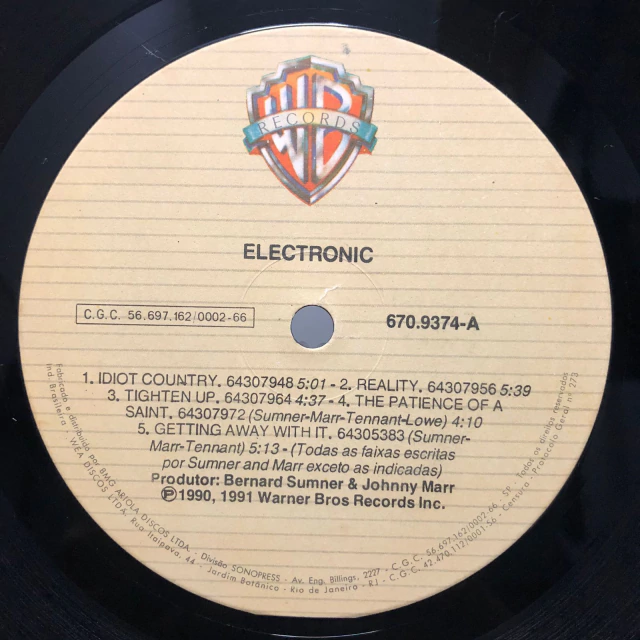 WB
RECORDS
ELECTRONIC
C.G.C. 56.697.162/0002-66
670.9374-A
1. IDIOT COUNTRY. 64307948 5:01 - 2. REALITY. 64307956 5:39
3. TIGHTEN UP. 64307964 4:37 - 4. THE PATIENCE OF A
SAINT. 64307972 (Sumner-Marr-Tennant-Lowe) 4:10
5. GETTING AWAY WITH IT. 64305383 (Sumner-
Marr-Tennant) 5:13 - (Todas as faixas escritas
por Sumner and Marr exceto as indicadas)
Produtor: Bernard Sumner & Johnny Marr
℗1990, 1991 Warner Bros Records Inc.
Fabricado e distribuido por BMG ARIOLA DISCOS LTDA. - Divisão SONOPRESS - Av. Eng. Billings, 2227 - C.G.C. 56.697.162/0002-66 - SP - Todos os direitos reservados
Ind. Brasileira - WEA DISCOS LTDA. Rua Itaipava, 44 - Jardim Botânico - Rio de Janeiro - RJ - C.G.C. 42.470.112/0001-56 - Censura - Protocolo Geral nº 273